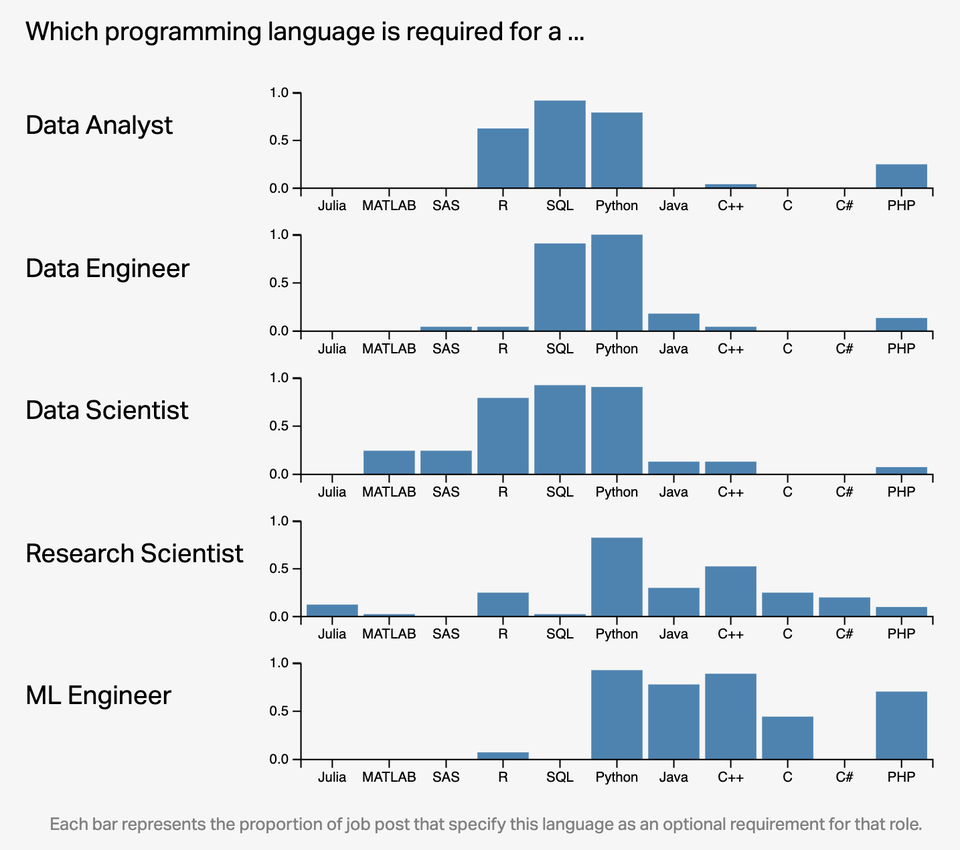 Which programming language is required for a ...
Data Analyst
1.0
0.5
0.0
Julia MATLAB SAS R SQL Python Java C++ C C# PHP
Data Engineer
1.0
0.5
0.0
Julia MATLAB SAS R SQL Python Java C++ C C# PHP
Data Scientist
1.0
0.5
0.0
Julia MATLAB SAS R SQL Python Java C++ C C# PHP
Research Scientist
1.0
0.5
0.0
Julia MATLAB SAS R SQL Python Java C++ C C# PHP
ML Engineer
1.0
0.5
0.0
Julia MATLAB SAS R SQL Python Java C++ C C# PHP
Each bar represents the proportion of job post that specify this language as an optional requirement for that role.